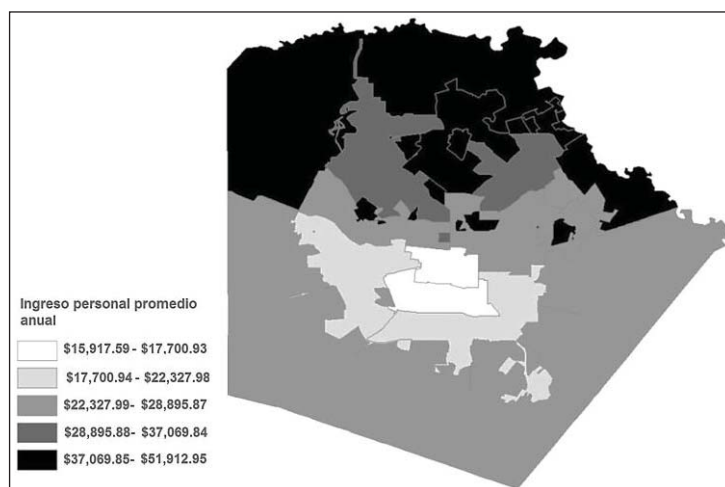 Ingreso personal promedio
anual
$15,917.59- $17,700.93
$17,700.94 - $22,327.98
$22,327.99- $28,895.87
$28,895.88- $37,069.84
$37,069.85- $51,912.95